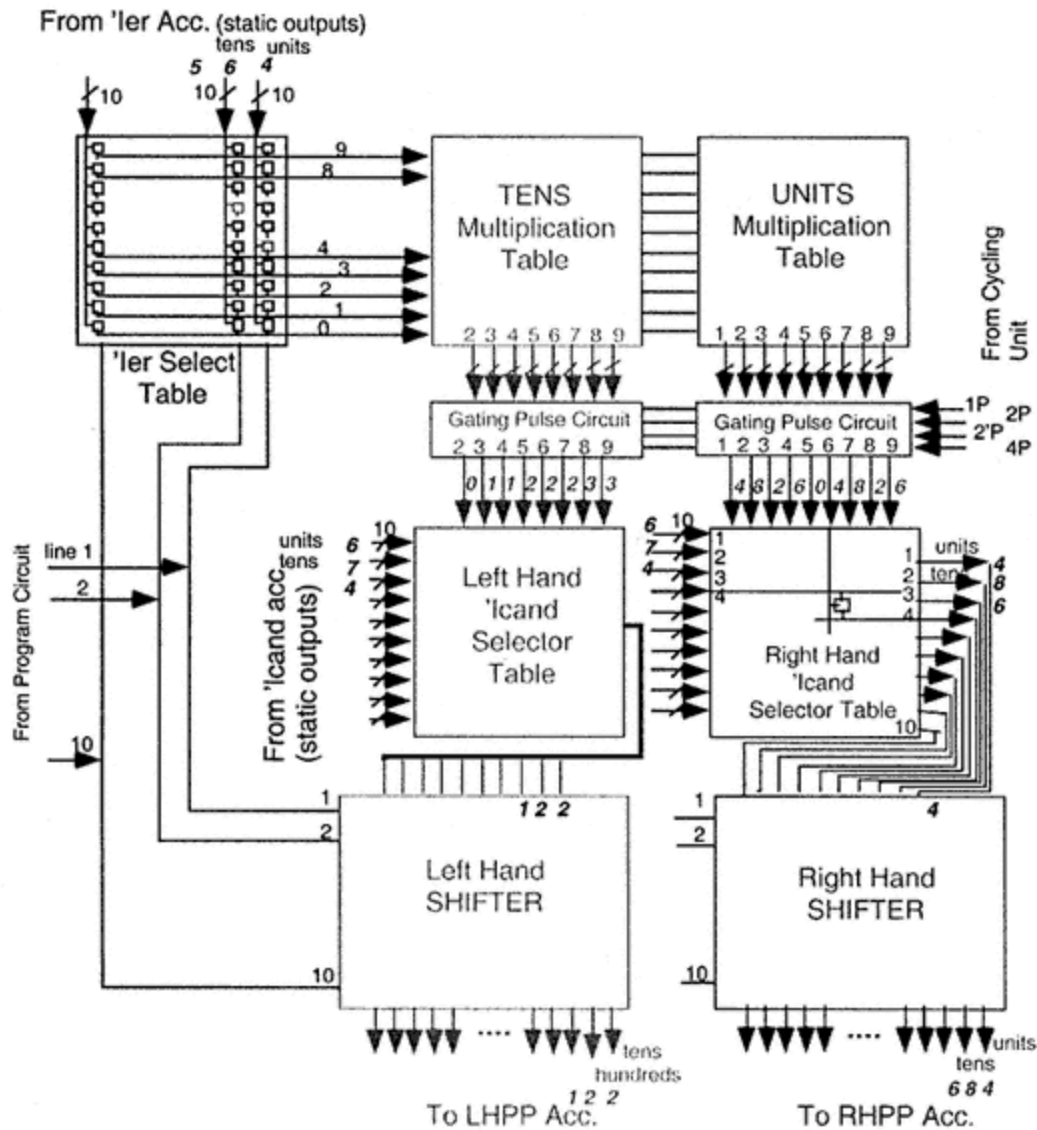 From 'Ier Acc. (static outputs)
tens units
5 6 4
10 10 10
9
8
4
3
2
1
0
'Ier Select
Table
TENS
Multiplication
Table
2 3 4 5 6 7 8 9
UNITS
Multiplication
Table
1 2 3 4 5 6 7 8 9
From Cycling
Unit
Gating Pulse Circuit
2 3 4 5 6 7 8 9
Gating Pulse Circuit
1 2 3 4 5 6 7 8 9
1P
2P
2'P
4P
0 1 1 2 2 2 3 3
4 8 2 6 0 4 8 2 6
From Program Circuit
line 1
2
10
From 'Icand acc
(static outputs)
units
tens
6
7
4
10
Left Hand
'Icand
Selector
Table
6
7
4
10
1
2
3
4
Right Hand
'Icand
Selector Table
1
2
3
4
10
units
tens
4
8
6
1 2 2
1
2
10
Left Hand
SHIFTER
4
1
2
10
Right Hand
SHIFTER
....
tens
hundreds
1 2 2
To LHPP Acc.
....
units
tens
6 8 4
To RHPP Acc.